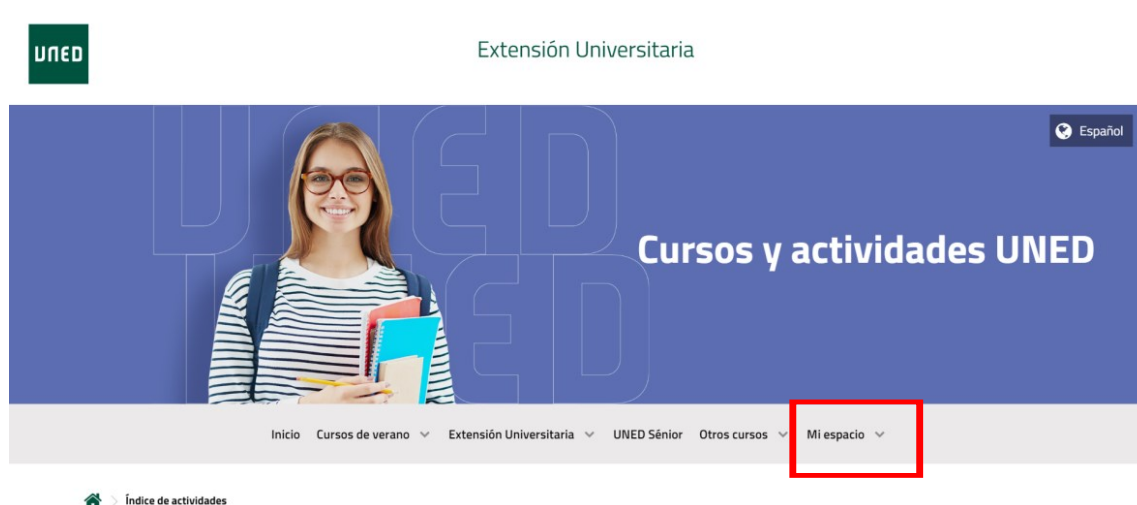 UNED
Extensión Universitaria
UNED
UNED
Español
Cursos y actividades UNED
Inicio Cursos de verano Extensión Universitaria UNED Sénior Otros cursos Mi espacio
Índice de actividades